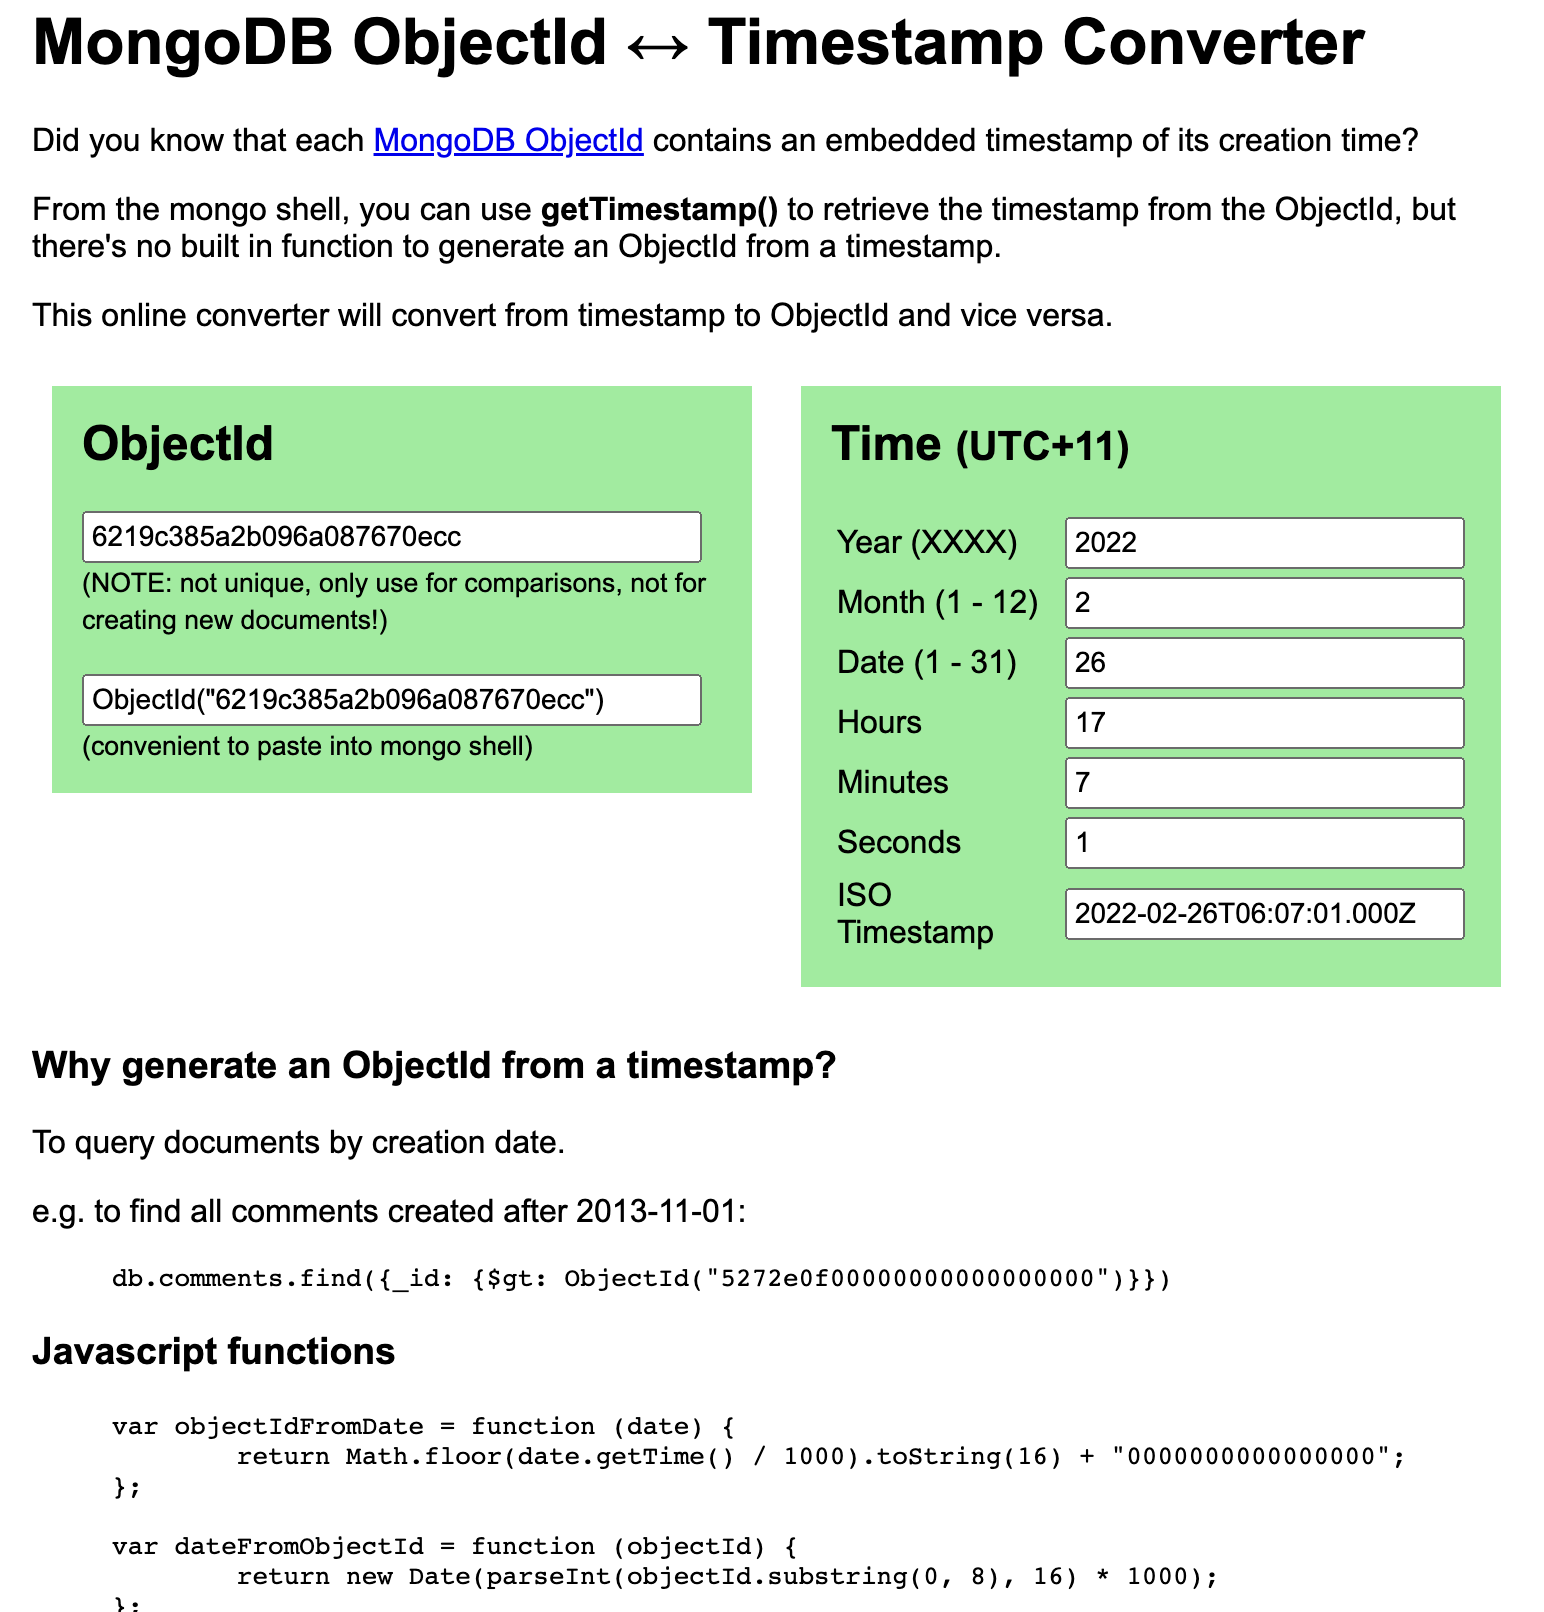 MongoDB ObjectId ↔ Timestamp Converter
Did you know that each MongoDB ObjectId contains an embedded timestamp of its creation time?
From the mongo shell, you can use getTimestamp() to retrieve the timestamp from the ObjectId, but
there's no built in function to generate an ObjectId from a timestamp.
This online converter will convert from timestamp to ObjectId and vice versa.
ObjectId
6219c385a2b096a087670ecc
(NOTE: not unique, only use for comparisons, not for
creating new documents!)
ObjectId("6219c385a2b096a087670ecc")
(convenient to paste into mongo shell)
Time (UTC+11)
Year (XXXX) 2022
Month (1 - 12) 2
Date (1 - 31) 26
Hours 17
Minutes 7
Seconds 1
ISO
Timestamp 2022-02-26T06:07:01.000Z
Why generate an ObjectId from a timestamp?
To query documents by creation date.
e.g. to find all comments created after 2013-11-01:
db.comments.find({_id: {$gt: ObjectId("5272e0f00000000000000000")}})
Javascript functions
var objectIdFromDate = function (date) {
return Math.floor(date.getTime() / 1000).toString(16) + "0000000000000000";
};
var dateFromObjectId = function (objectId) {
return new Date(parseInt(objectId.substring(0, 8), 16) * 1000);
};